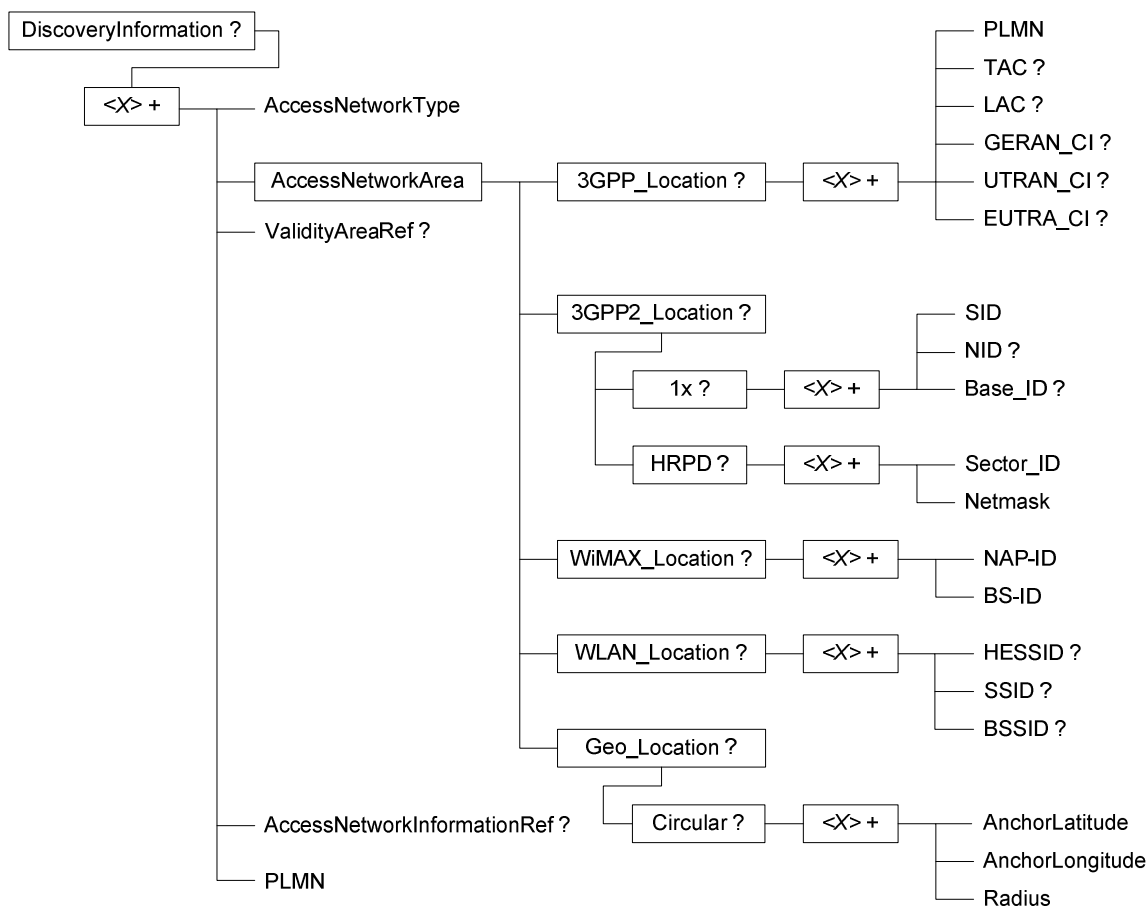 DiscoveryInformation ?
<X> +
AccessNetworkType
AccessNetworkArea
3GPP_Location ?
<X> +
PLMN
TAC ?
LAC ?
GERAN_CI ?
UTRAN_CI ?
EUTRA_CI ?
ValidityAreaRef ?
3GPP2_Location ?
1x ?
<X> +
SID
NID ?
Base_ID ?
HRPD ?
<X> +
Sector_ID
Netmask
WiMAX_Location ?
<X> +
NAP-ID
BS-ID
WLAN_Location ?
<X> +
HESSID ?
SSID ?
BSSID ?
Geo_Location ?
Circular ?
<X> +
AnchorLatitude
AnchorLongitude
Radius
AccessNetworkInformationRef ?
PLMN